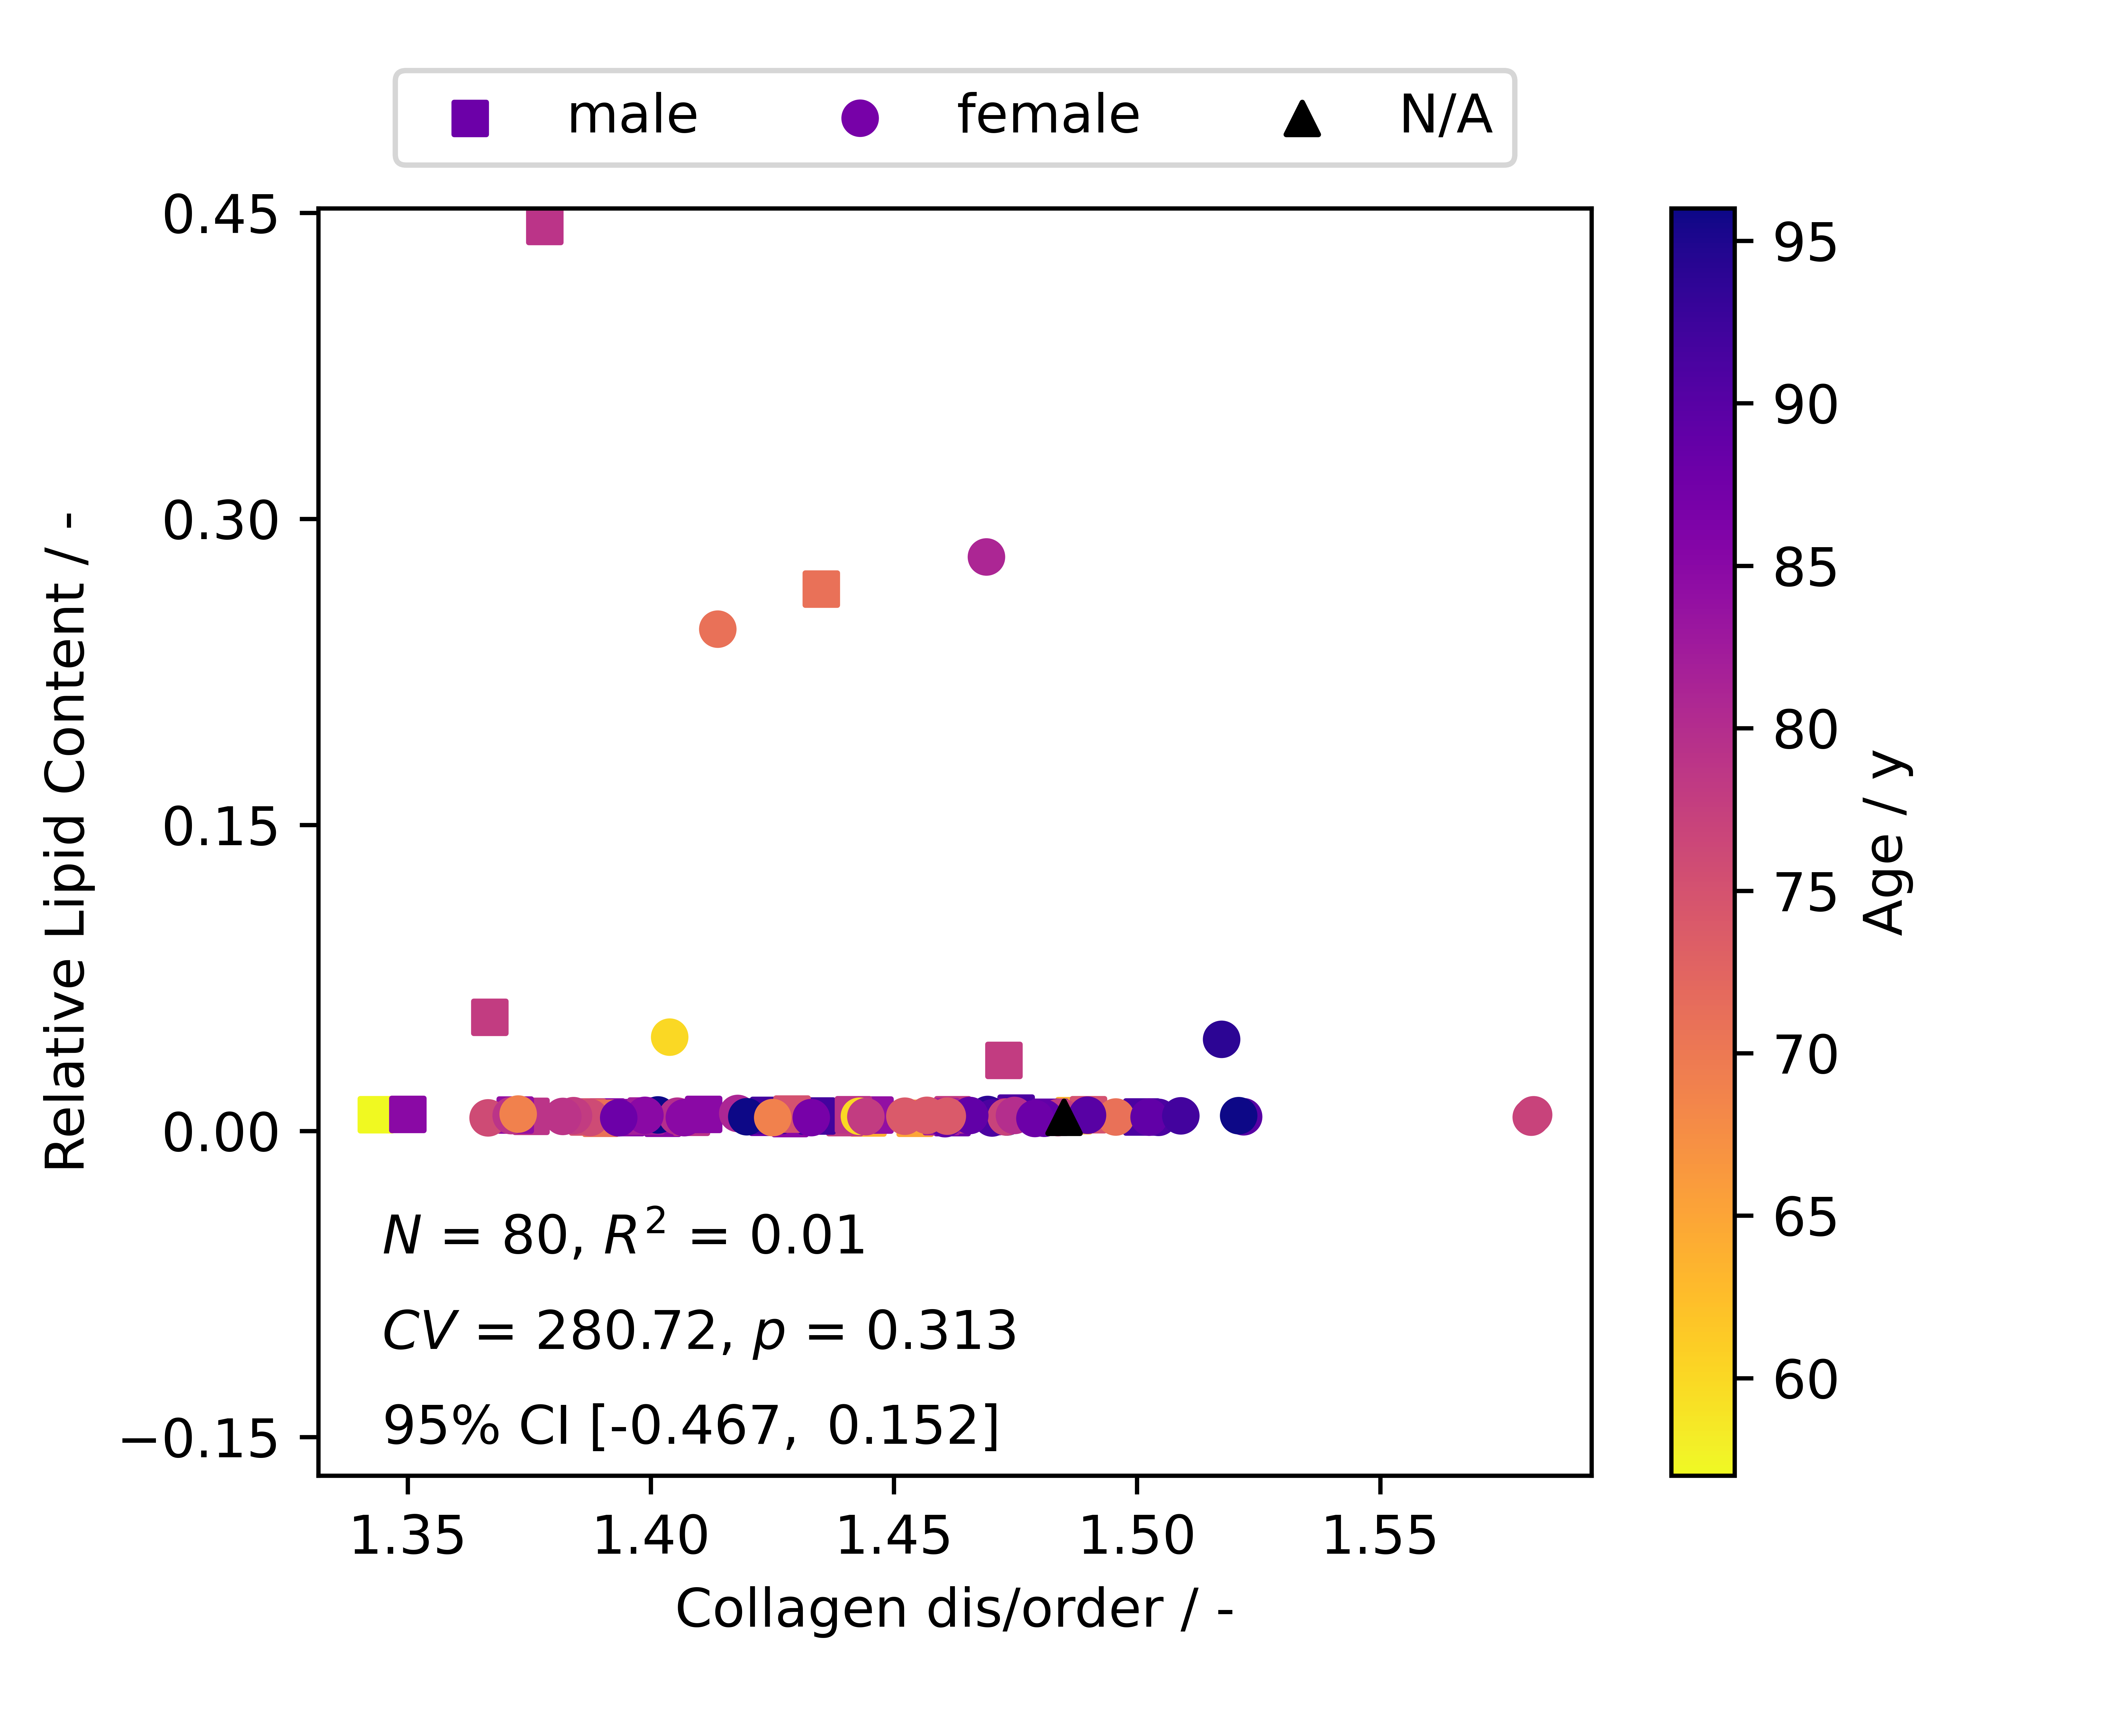 male female N/A
0.45
0.30
0.15
0.00
−0.15
Relative Lipid Content / -
N = 80, R² = 0.01
CV = 280.72, p = 0.313
95% CI [-0.467, 0.152]
1.35 1.40 1.45 1.50 1.55
Collagen dis/order / -
95
90
85
80
75
70
65
60
Age / y